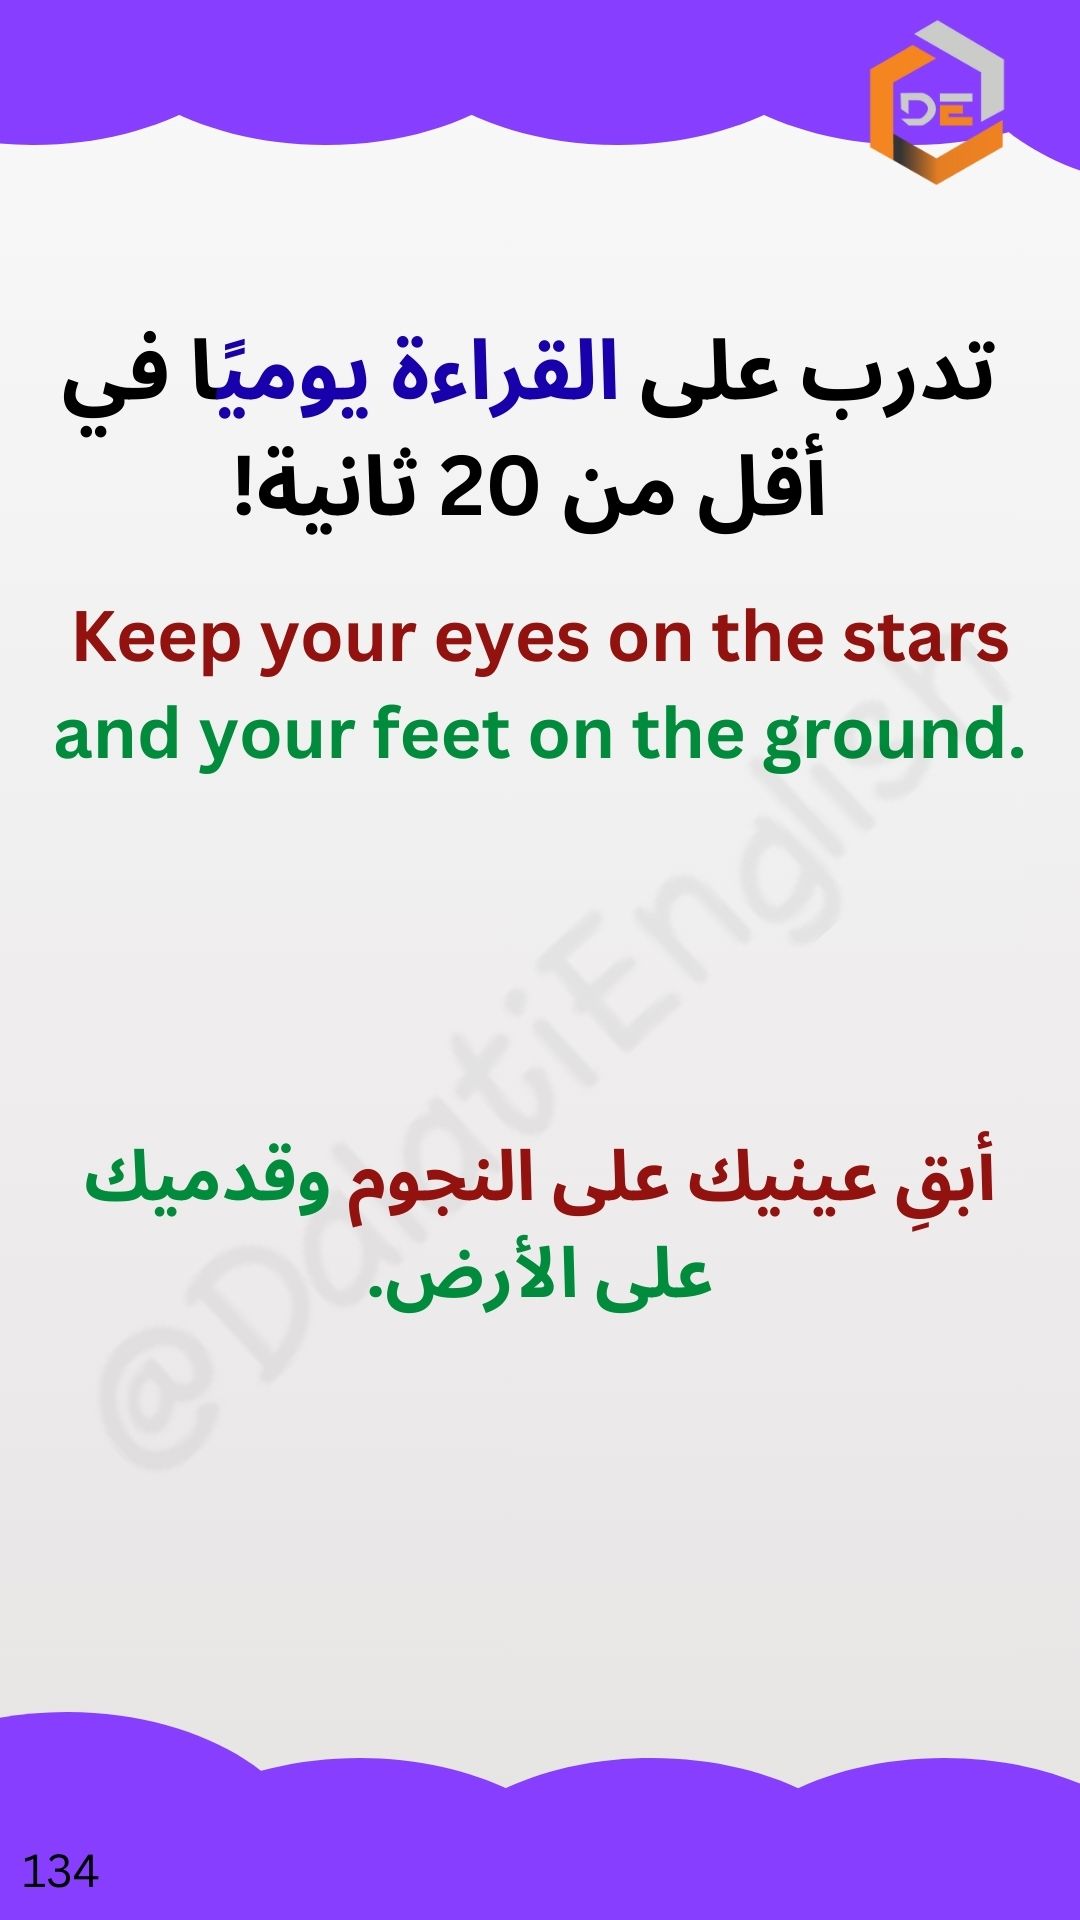 DE
تدرب على القراءة يوميًا في
أقل من 20 ثانية!
Keep your eyes on the stars
and your feet on the ground.
@DalatiEnglish
أبقِ عينيك على النجوم وقدميك
على الأرض.
134